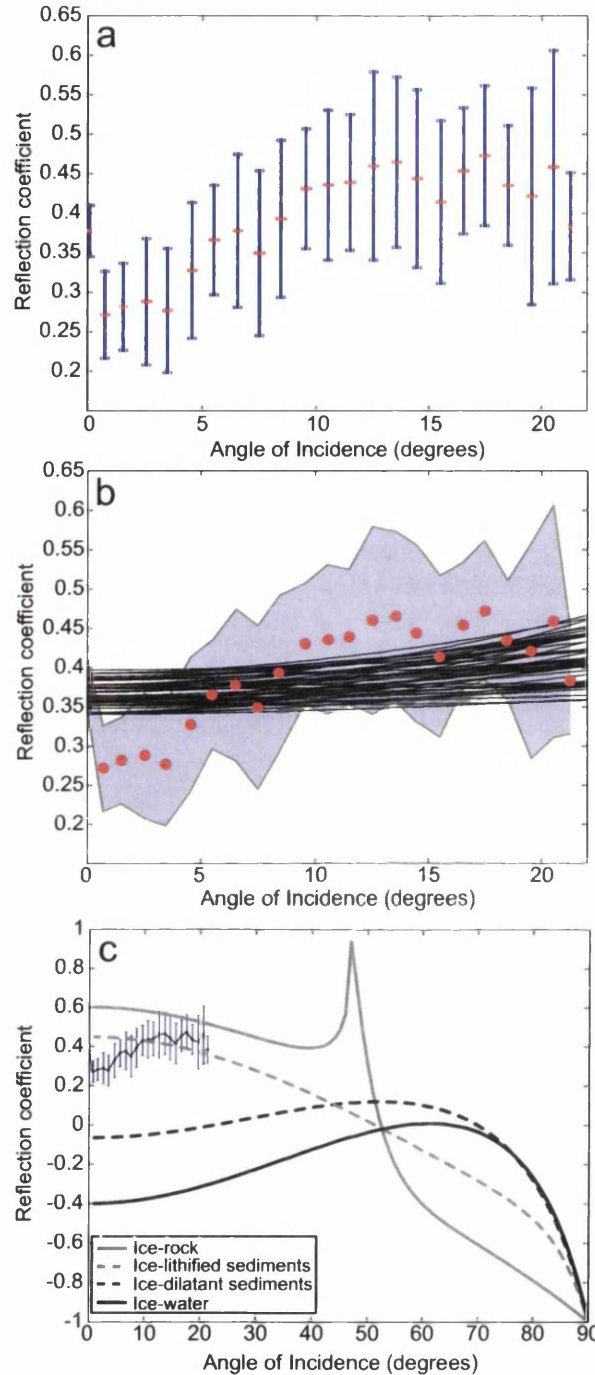 a
0.65
0.6
0.55
0.5
0.45
0.4
0.35
0.3
0.25
0.2
Reflection coefficient
0 5 10 15 20
Angle of Incidence (degrees)
b
0.65
0.6
0.55
0.5
0.45
0.4
0.35
0.3
0.25
0.2
Reflection coefficient
0 5 10 15 20
Angle of Incidence (degrees)
c
1
0.8
0.6
0.4
0.2
0
-0.2
-0.4
-0.6
-0.8
-1
Reflection coefficient
Ice-rock
Ice-lithified sediments
Ice-dilatant sediments
Ice-water
0 10 20 30 40 50 60 70 80 90
Angle of Incidence (degrees)